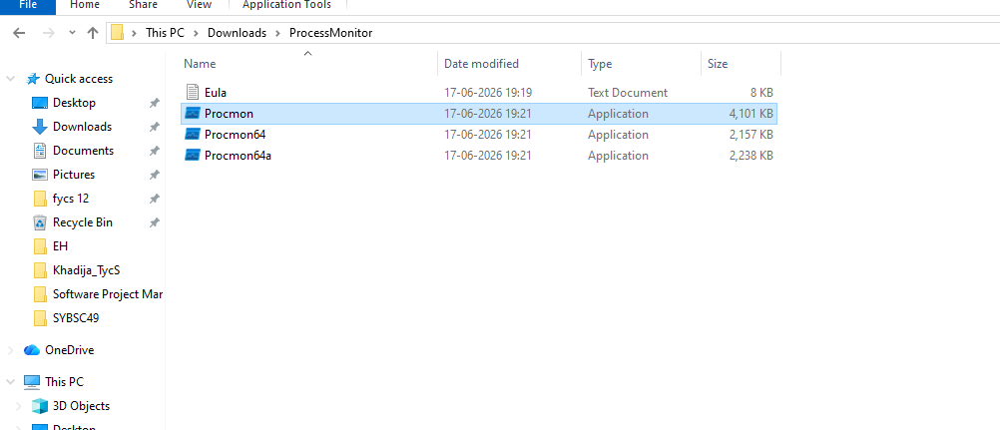 File Home Share View Application Tools
This PC Downloads ProcessMonitor
Name Date modified Type Size
Quick access
Eula 17-06-2026 19:19 Text Document 8 KB
Desktop
Procmon 17-06-2026 19:21 Application 4,101 KB
Downloads
Procmon64 17-06-2026 19:21 Application 2,157 KB
Documents
Procmon64a 17-06-2026 19:21 Application 2,238 KB
Pictures
fycs 12
Recycle Bin
EH
Khadija_TycS
Software Project Mar
SYBSC49
OneDrive
This PC
3D Objects
Desktop